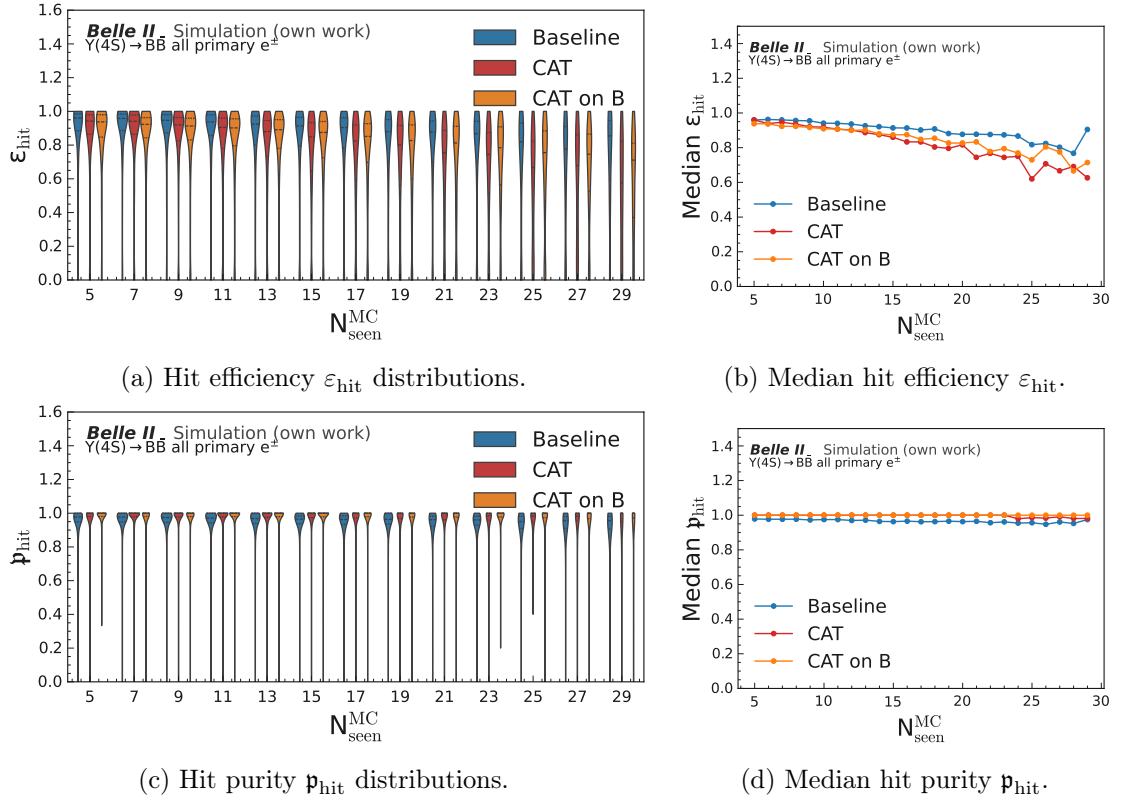 Belle II Simulation (own work)
Υ(4S)→BB̄ all primary e±
Baseline
CAT
CAT on B
1.6
1.4
1.2
1.0
0.8
0.6
0.4
0.2
0.0
ε_hit
5 7 9 11 13 15 17 19 21 23 25 27 29
N^MC_seen
(a) Hit efficiency ε_hit distributions.
Belle II Simulation (own work)
Υ(4S)→BB̄ all primary e±
1.6
1.4
1.2
1.0
0.8
0.6
0.4
0.2
0.0
Median ε_hit
Baseline
CAT
CAT on B
5 10 15 20 25 30
N^MC_seen
(b) Median hit efficiency ε_hit.
Belle II Simulation (own work)
Υ(4S)→BB̄ all primary e±
Baseline
CAT
CAT on B
1.6
1.4
1.2
1.0
0.8
0.6
0.4
0.2
0.0
𝔭_hit
5 7 9 11 13 15 17 19 21 23 25 27 29
N^MC_seen
(c) Hit purity 𝔭_hit distributions.
Belle II Simulation (own work)
Υ(4S)→BB̄ all primary e±
1.4
1.2
1.0
0.8
0.6
0.4
0.2
0.0
Median 𝔭_hit
Baseline
CAT
CAT on B
5 10 15 20 25 30
N^MC_seen
(d) Median hit purity 𝔭_hit.